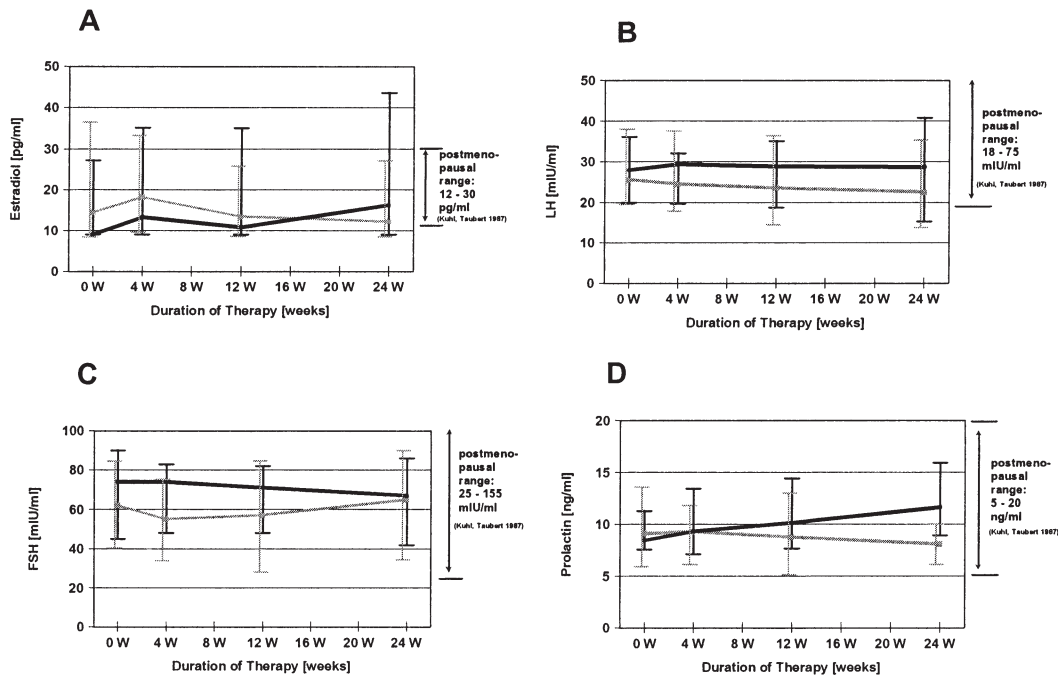 A
Estradiol [pg/ml]
50
40
30
20
10
0
0 W 4 W 8 W 12 W 16 W 20 W 24 W
Duration of Therapy [weeks]
postmeno-
pausal
range:
12 - 30
pg/ml
(Kuhl, Taubert 1987)
B
LH [mIU/ml]
50
40
30
20
10
0
0 W 4 W 8 W 12 W 16 W 20 W 24 W
Duration of Therapy [weeks]
postmeno-
pausal
range:
18 - 75
mIU/ml
(Kuhl, Taubert 1987)
C
FSH [mIU/ml]
100
80
60
40
20
0
0 W 4 W 8 W 12 W 16 W 20 W 24 W
Duration of Therapy [weeks]
postmeno-
pausal
range:
25 - 155
mIU/ml
(Kuhl, Taubert 1987)
D
Prolactin [ng/ml]
20
15
10
5
0
0 W 4 W 8 W 12 W 16 W 20 W 24 W
Duration of Therapy [weeks]
postmeno-
pausal
range:
5 - 20
ng/ml
(Kuhl, Taubert 1987)